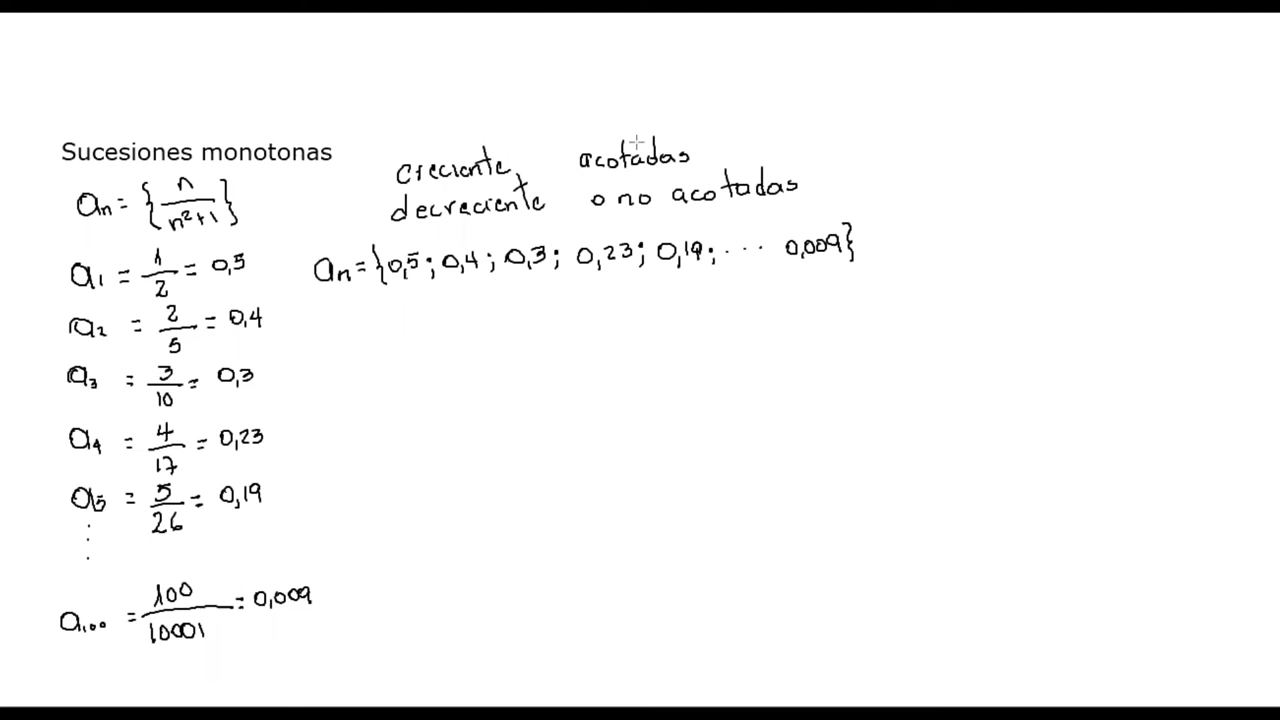 Sucesiones monotonas
creciente acotadas
decreciente o no acotadas
an = { n / n²+1 }
a1 = 1/2 = 0,5
an = {0,5; 0,4; 0,3; 0,23; 0,19; ... 0,009}
a2 = 2/5 = 0,4
a3 = 3/10 = 0,3
a4 = 4/17 = 0,23
a5 = 5/26 = 0,19
⋮
a100 = 100/10001 = 0,009